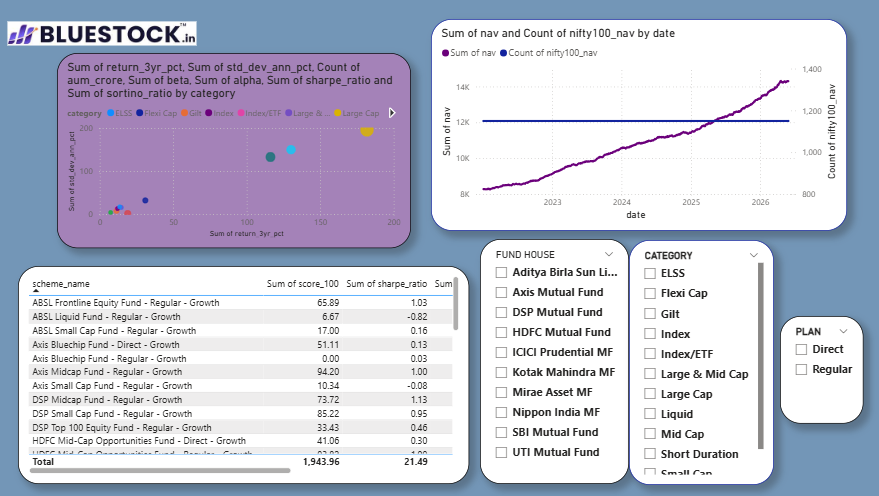 BLUESTOCK.in
Sum of return_3yr_pct, Sum of std_dev_ann_pct, Count of
aum_crore, Sum of beta, Sum of alpha, Sum of sharpe_ratio and
Sum of sortino_ratio by category
category ELSS Flexi Cap Gilt Index Index/ETF Large & ... Large Cap
200
100
0
0 50 100 150 200
Sum of std_dev_ann_pct
Sum of return_3yr_pct
Sum of nav and Count of nifty100_nav by date
Sum of nav Count of nifty100_nav
14K
12K
10K
8K
Sum of nav
1,400
1,200
1,000
800
Count of nifty100_nav
2023 2024 2025 2026
date
scheme_name Sum of score_100 Sum of sharpe_ratio Sum
ABSL Frontline Equity Fund - Regular - Growth 65.89 1.03
ABSL Liquid Fund - Regular - Growth 6.67 -0.82
ABSL Small Cap Fund - Regular - Growth 17.00 0.16
Axis Bluechip Fund - Direct - Growth 51.11 0.13
Axis Bluechip Fund - Regular - Growth 0.00 0.03
Axis Midcap Fund - Regular - Growth 94.20 1.00
Axis Small Cap Fund - Regular - Growth 10.34 -0.08
DSP Midcap Fund - Regular - Growth 73.72 1.13
DSP Small Cap Fund - Regular - Growth 85.22 0.95
DSP Top 100 Equity Fund - Regular - Growth 33.43 0.46
HDFC Mid-Cap Opportunities Fund - Direct - Growth 41.06 0.30
HDFC Mid-Cap Opportunities Fund - Regular - Growth
Total 1,943.96 21.49
FUND HOUSE
Aditya Birla Sun Li...
Axis Mutual Fund
DSP Mutual Fund
HDFC Mutual Fund
ICICI Prudential MF
Kotak Mahindra MF
Mirae Asset MF
Nippon India MF
SBI Mutual Fund
UTI Mutual Fund
CATEGORY
ELSS
Flexi Cap
Gilt
Index
Index/ETF
Large & Mid Cap
Large Cap
Liquid
Mid Cap
Short Duration
Small Cap
PLAN
Direct
Regular